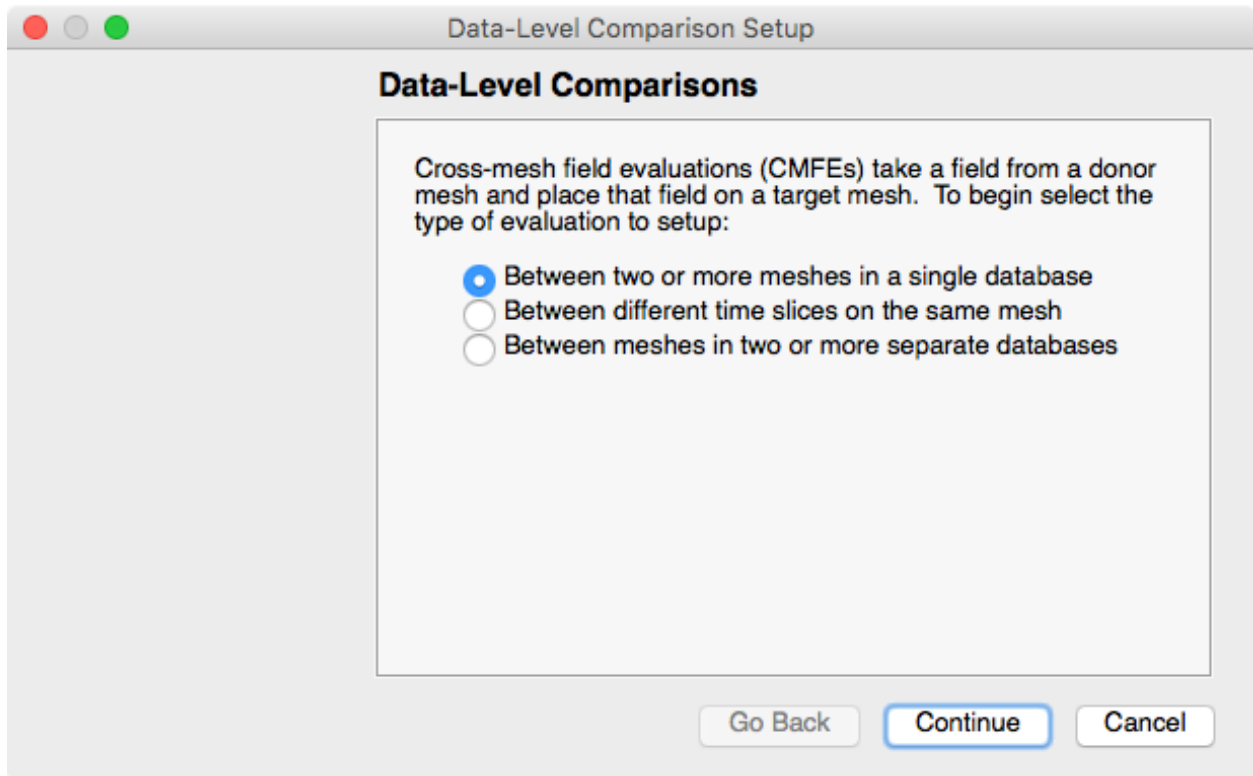 Data-Level Comparison Setup
Data-Level Comparisons
Cross-mesh field evaluations (CMFEs) take a field from a donor
mesh and place that field on a target mesh.  To begin select the
type of evaluation to setup:
Between two or more meshes in a single database
Between different time slices on the same mesh
Between meshes in two or more separate databases
Go Back
Continue
Cancel